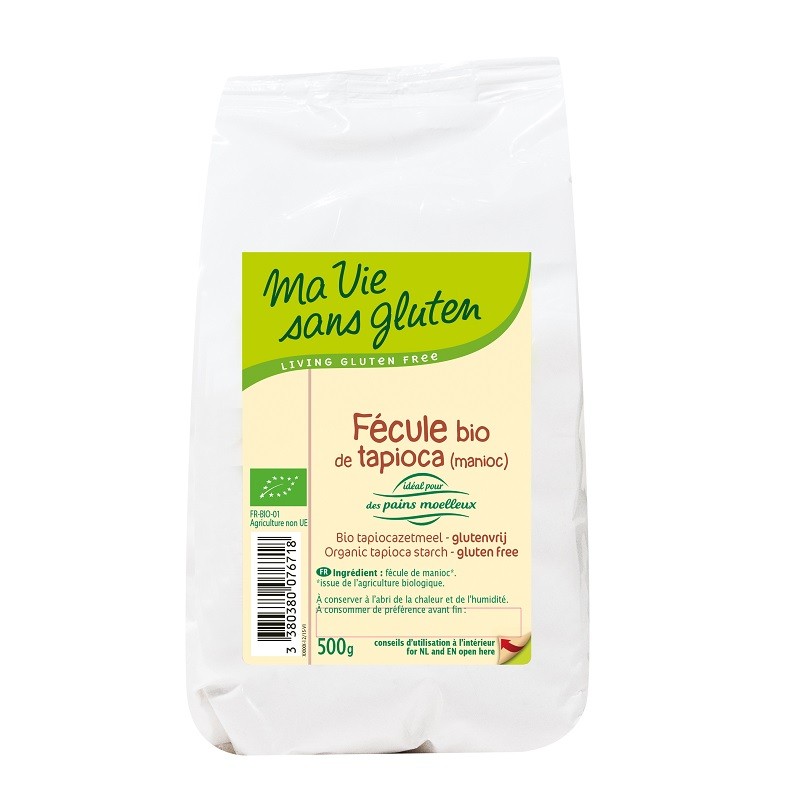 Ma Vie
sans gluten
LIVING GLUTEN FREE
Fécule bio
de tapioca (manioc)
idéal pour
des pains moelleux
FR-BIO-01
Agriculture non UE
Bio tapiocazetmeel - glutenvrij
Organic tapioca starch - gluten free
FR Ingrédient : fécule de manioc*.
*issue de l'agriculture biologique.
À conserver à l'abri de la chaleur et de l'humidité.
À consommer de préférence avant fin :
3 380380 076718
500g
conseils d'utilisation à l'intérieur
for NL and EN open here